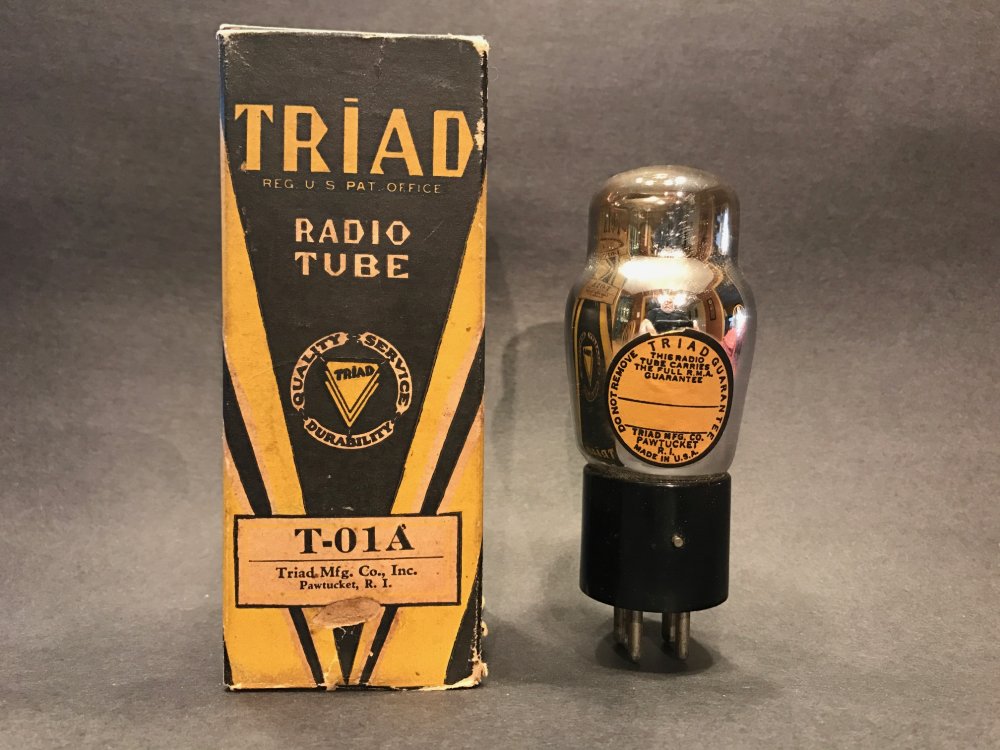 TRIAD
REG. U S PAT. OFFICE
RADIO
TUBE
QUALITY SERVICE
TRIAD
DURABILITY
T-01A
Triad Mfg. Co., Inc.
Pawtucket, R. I.
DO NOT REMOVE TRIAD GUARANTEE
THIS RADIO
TUBE CARRIES
THE FULL R.M.A.
GUARANTEE
TRIAD MFG. CO.
PAWTUCKET
R. I.
MADE IN U.S.A.